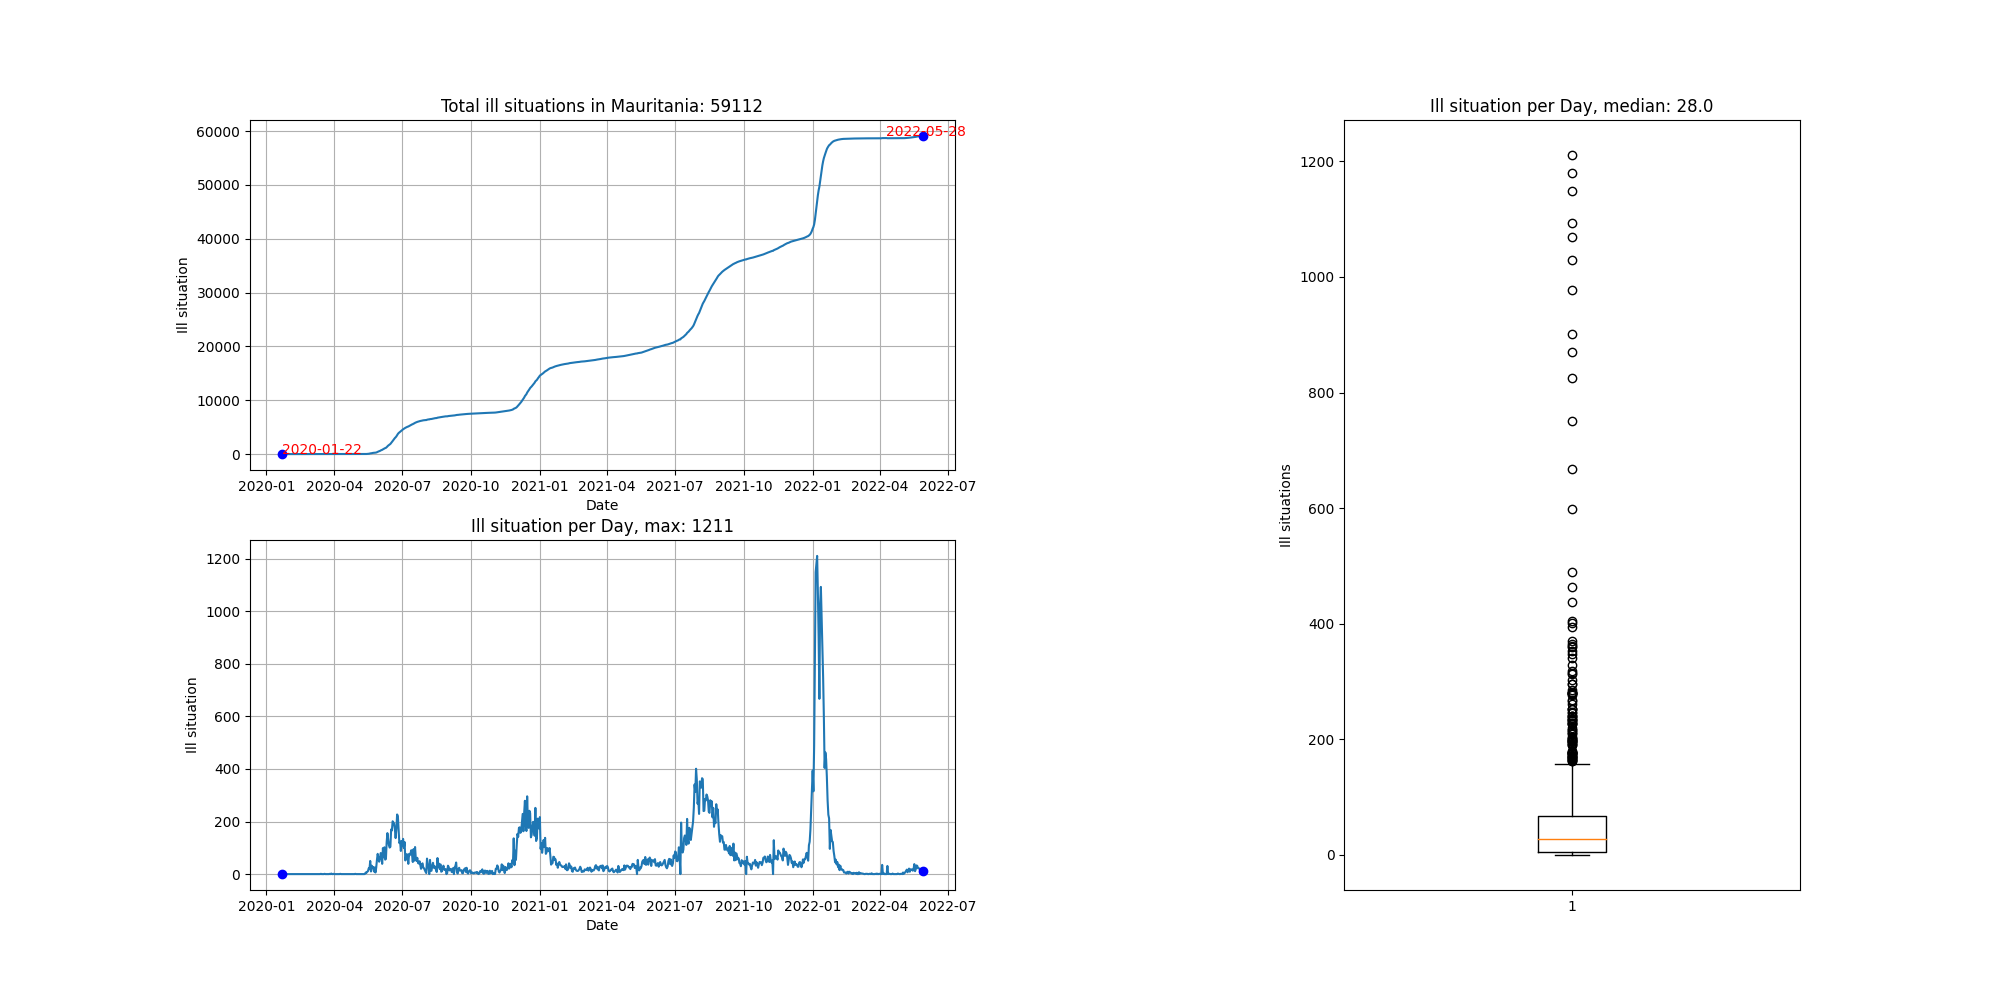 Total ill situations in Mauritania: 59112
60000
50000
40000
30000
20000
10000
0
Ill situation
2020-01-22
2022-05-28
2020-01 2020-04 2020-07 2020-10 2021-01 2021-04 2021-07 2021-10 2022-01 2022-04 2022-07
Date
Ill situation per Day, max: 1211
1200
1000
800
600
400
200
0
Ill situation
2020-01 2020-04 2020-07 2020-10 2021-01 2021-04 2021-07 2021-10 2022-01 2022-04 2022-07
Date
Ill situation per Day, median: 28.0
1200
1000
800
600
400
200
0
Ill situations
1